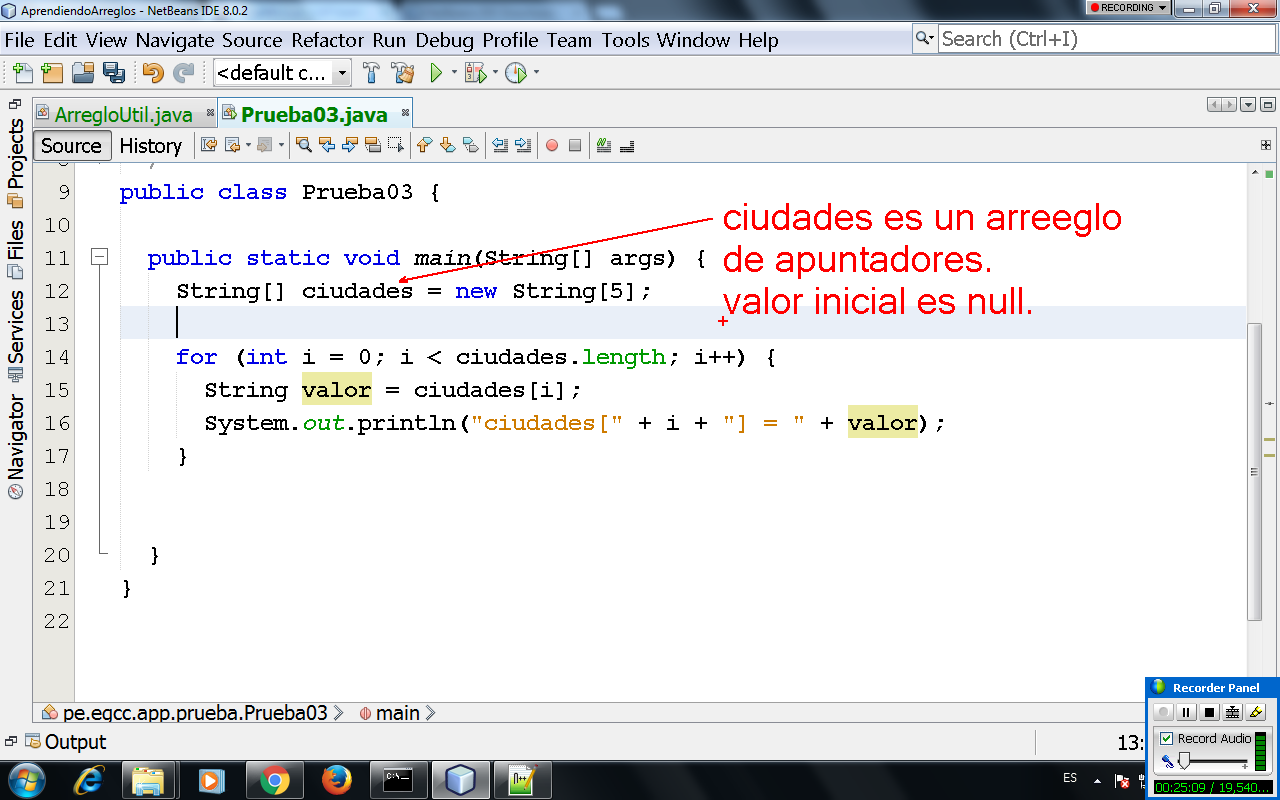 AprendiendoArreglos - NetBeans IDE 8.0.2
RECORDING
File Edit View Navigate Source Refactor Run Debug Profile Team Tools Window Help
Search (Ctrl+I)
<default c...
ArregloUtil.java
Prueba03.java
Source History
Projects
Files
Services
Navigator
9 public class Prueba03 {
10
11 public static void main(String[] args) {
12 String[] ciudades = new String[5];
13
14 for (int i = 0; i < ciudades.length; i++) {
15 String valor = ciudades[i];
16 System.out.println("ciudades[" + i + "] = " + valor);
17 }
18
19
20 }
21 }
22
ciudades es un arreeglo
de apuntadores.
valor inicial es null.
pe.egcc.app.prueba.Prueba03 main
Output
13:
Recorder Panel
Record Audio
00:25:09 / 19,540...
ES